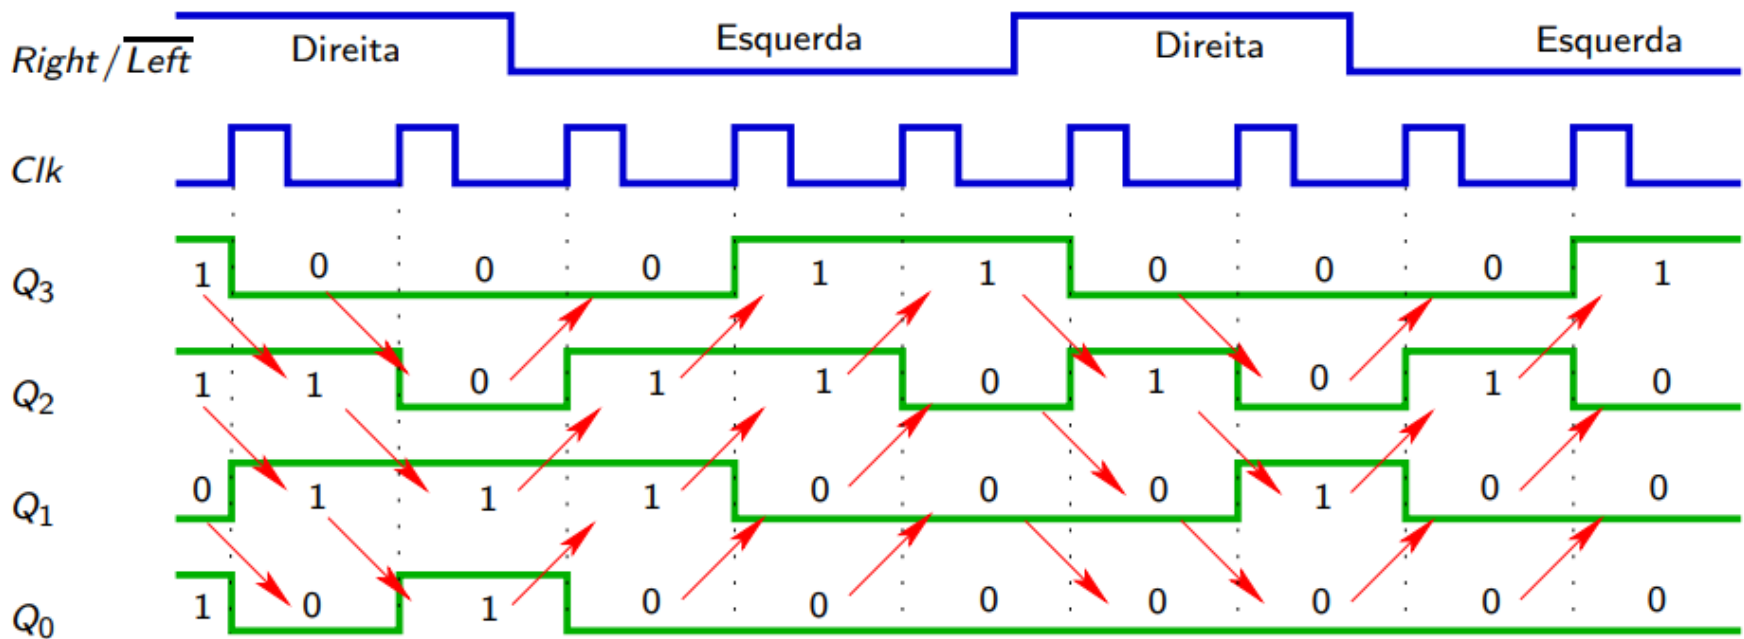 Right/Left Direita Esquerda Direita Esquerda
Clk
Q3 1 0 0 0 1 1 0 0 0 1
Q2 1 1 0 1 1 0 1 0 1 0
Q1 0 1 1 1 0 0 0 1 0 0
Q0 1 0 1 0 0 0 0 0 0 0